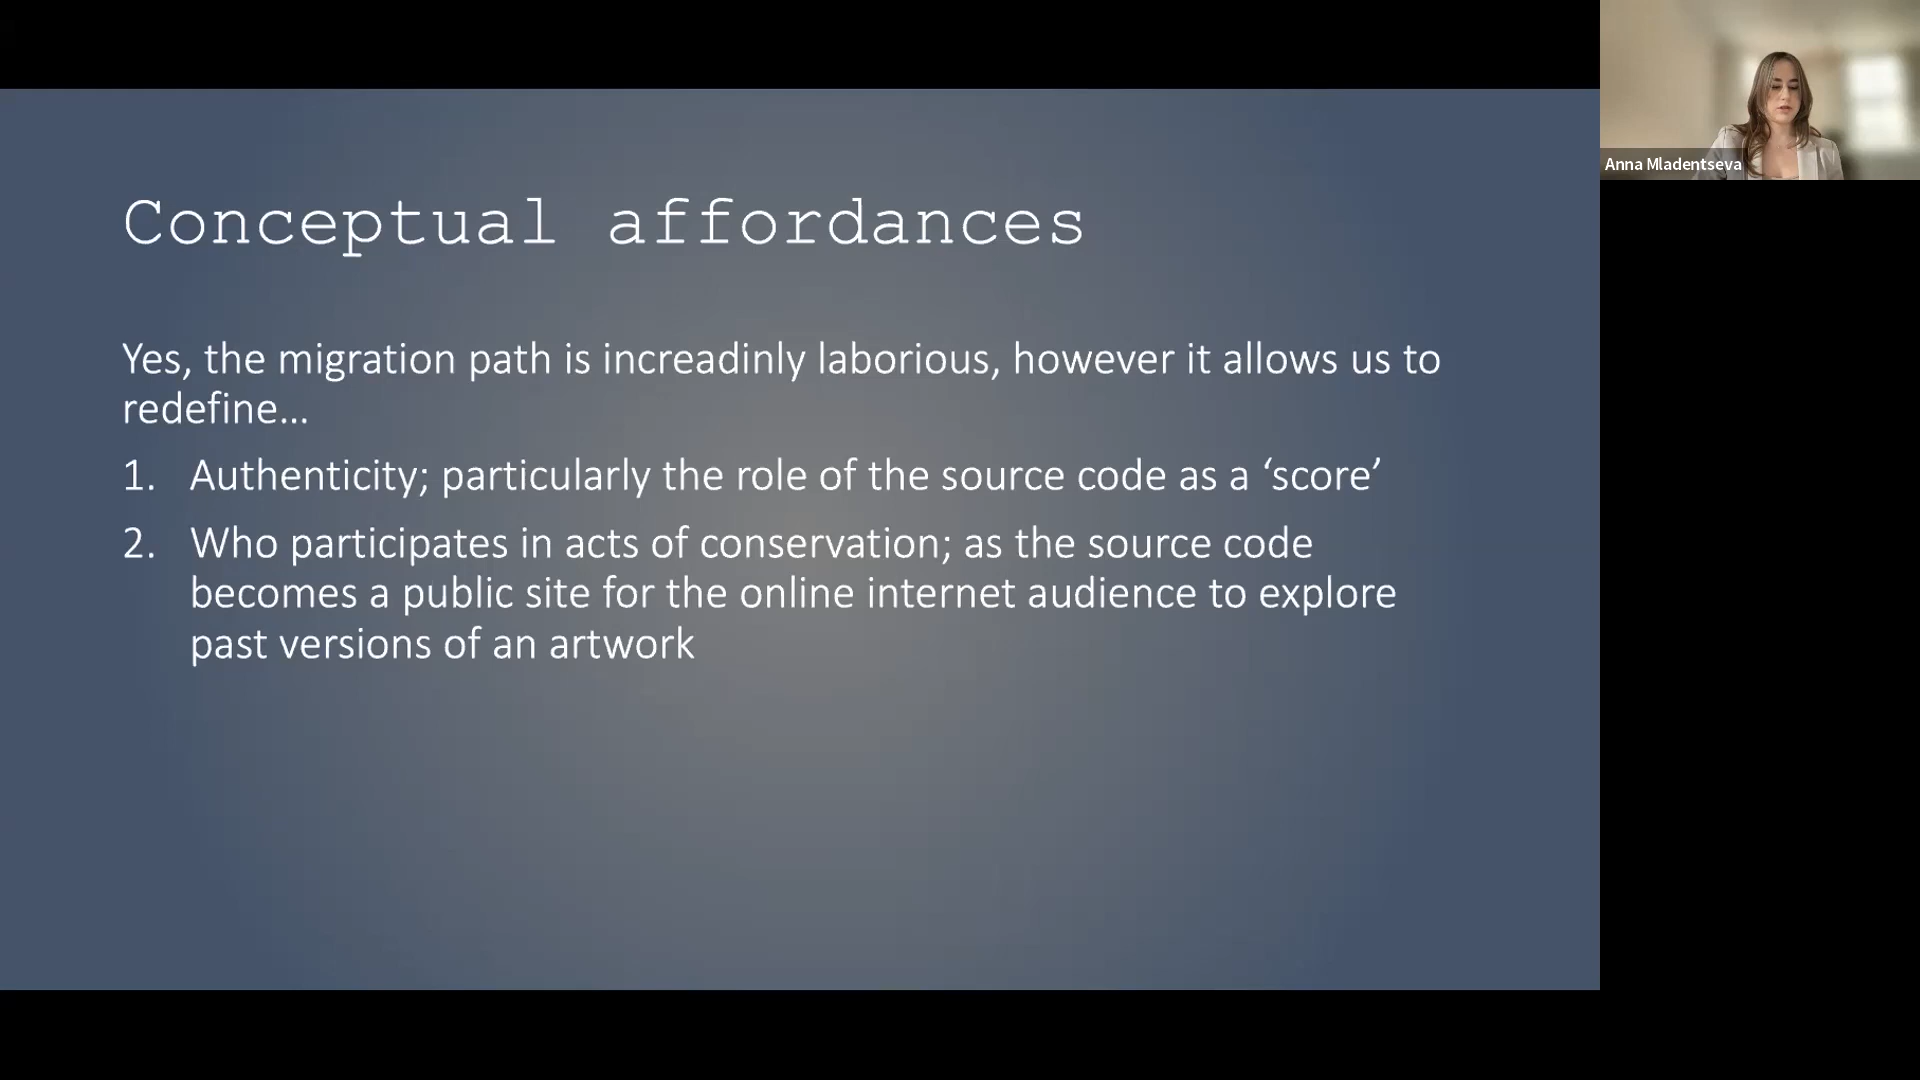 Conceptual affordances
Yes, the migration path is increadinly laborious, however it allows us to
redefine...
1. Authenticity; particularly the role of the source code as a ‘score’
2. Who participates in acts of conservation; as the source code
becomes a public site for the online internet audience to explore
past versions of an artwork
Anna Mladentseva